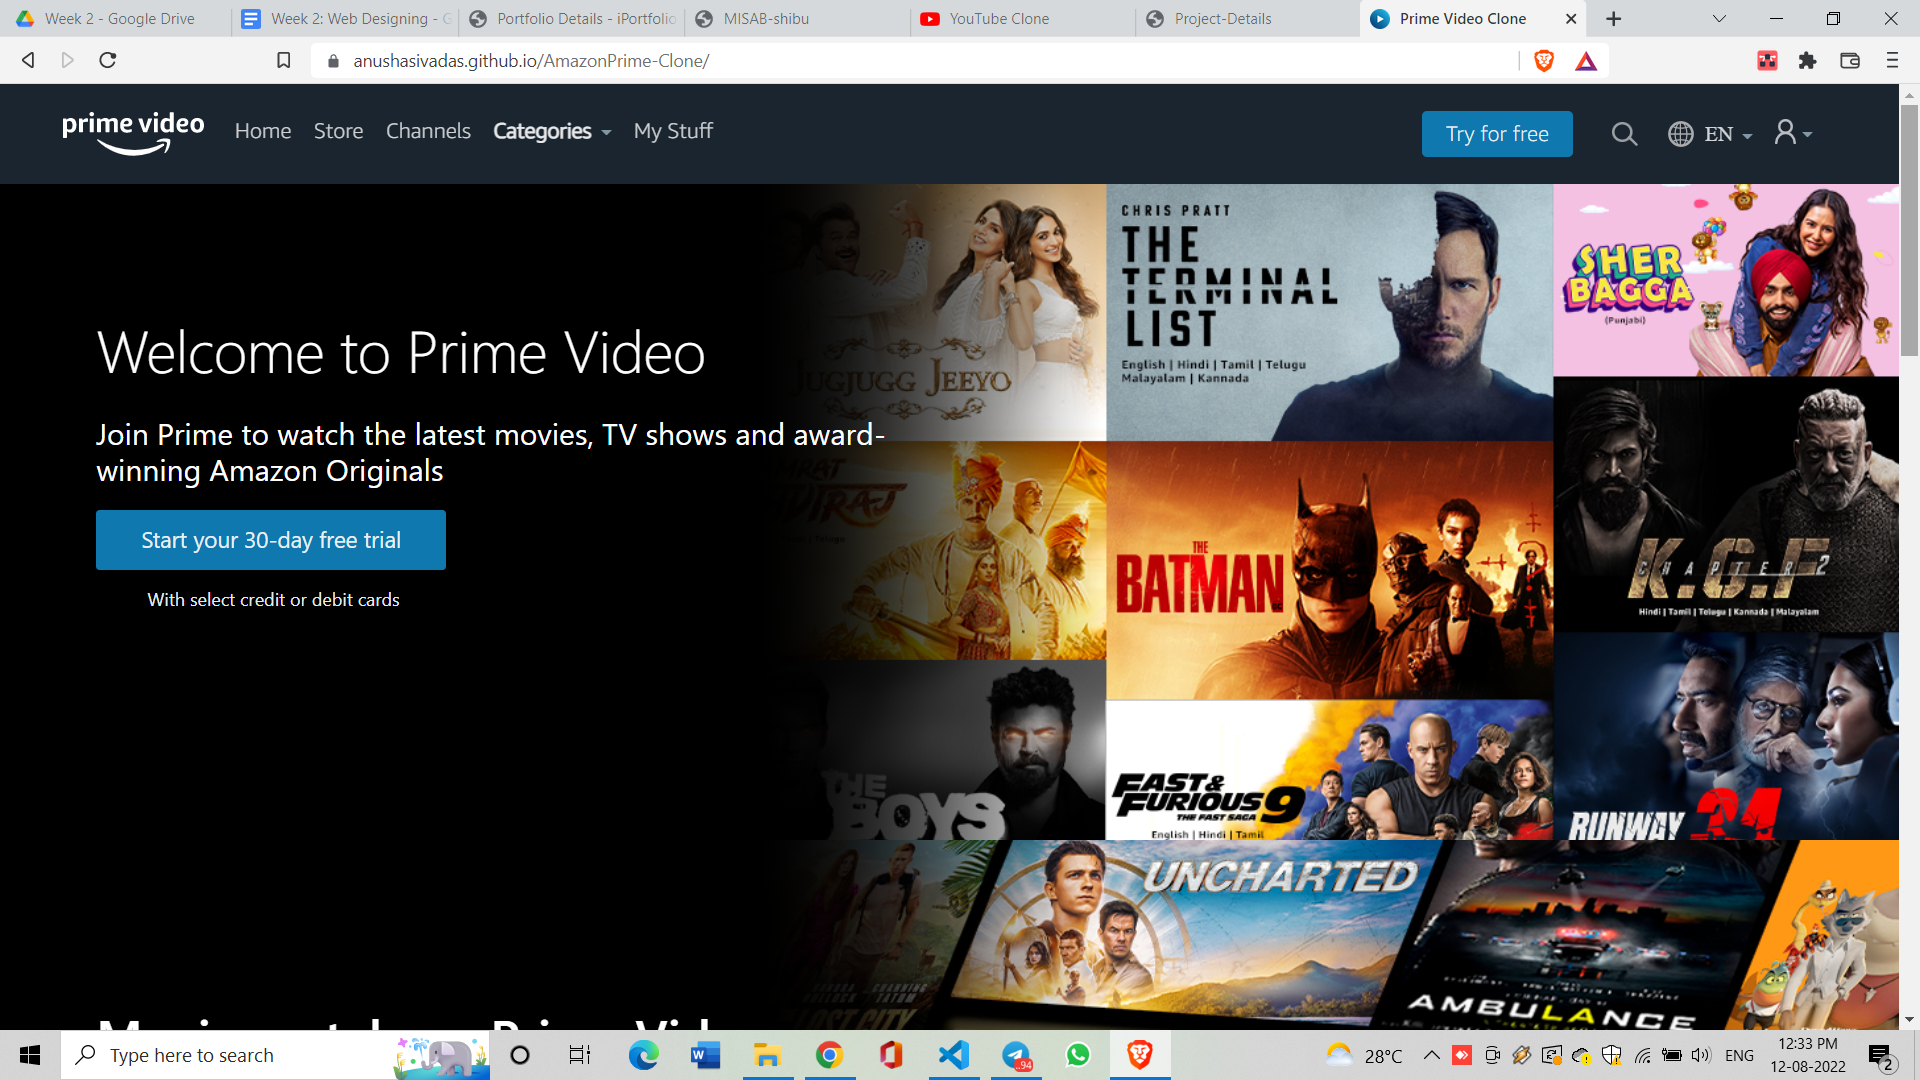 Week 2 - Google Drive
Week 2: Web Designing - G
Portfolio Details - iPortfolio
MISAB-shibu
YouTube Clone
Project-Details
Prime Video Clone
anushasivadas.github.io/AmazonPrime-Clone/
prime video
Home
Store
Channels
Categories
My Stuff
Try for free
EN
Welcome to Prime Video
Join Prime to watch the latest movies, TV shows and award-
winning Amazon Originals
Start your 30-day free trial
With select credit or debit cards
JUGJUGG JEEYO
CHRIS PRATT
THE
TERMINAL
LIST
English | Hindi | Tamil | Telugu
Malayalam | Kannada
SHER
BAGGA
(Punjabi)
THE
BATMAN
K.G.F
CHAPTER 2
Hindi | Tamil | Telugu | Kannada | Malayalam
THE
BOYS
FAST &
FURIOUS 9
THE FAST SAGA
English | Hindi | Tamil
RUNWAY 34
UNCHARTED
LOST CITY
AMBULANCE
Type here to search
94
28°C
ENG
12:33 PM
12-08-2022
2